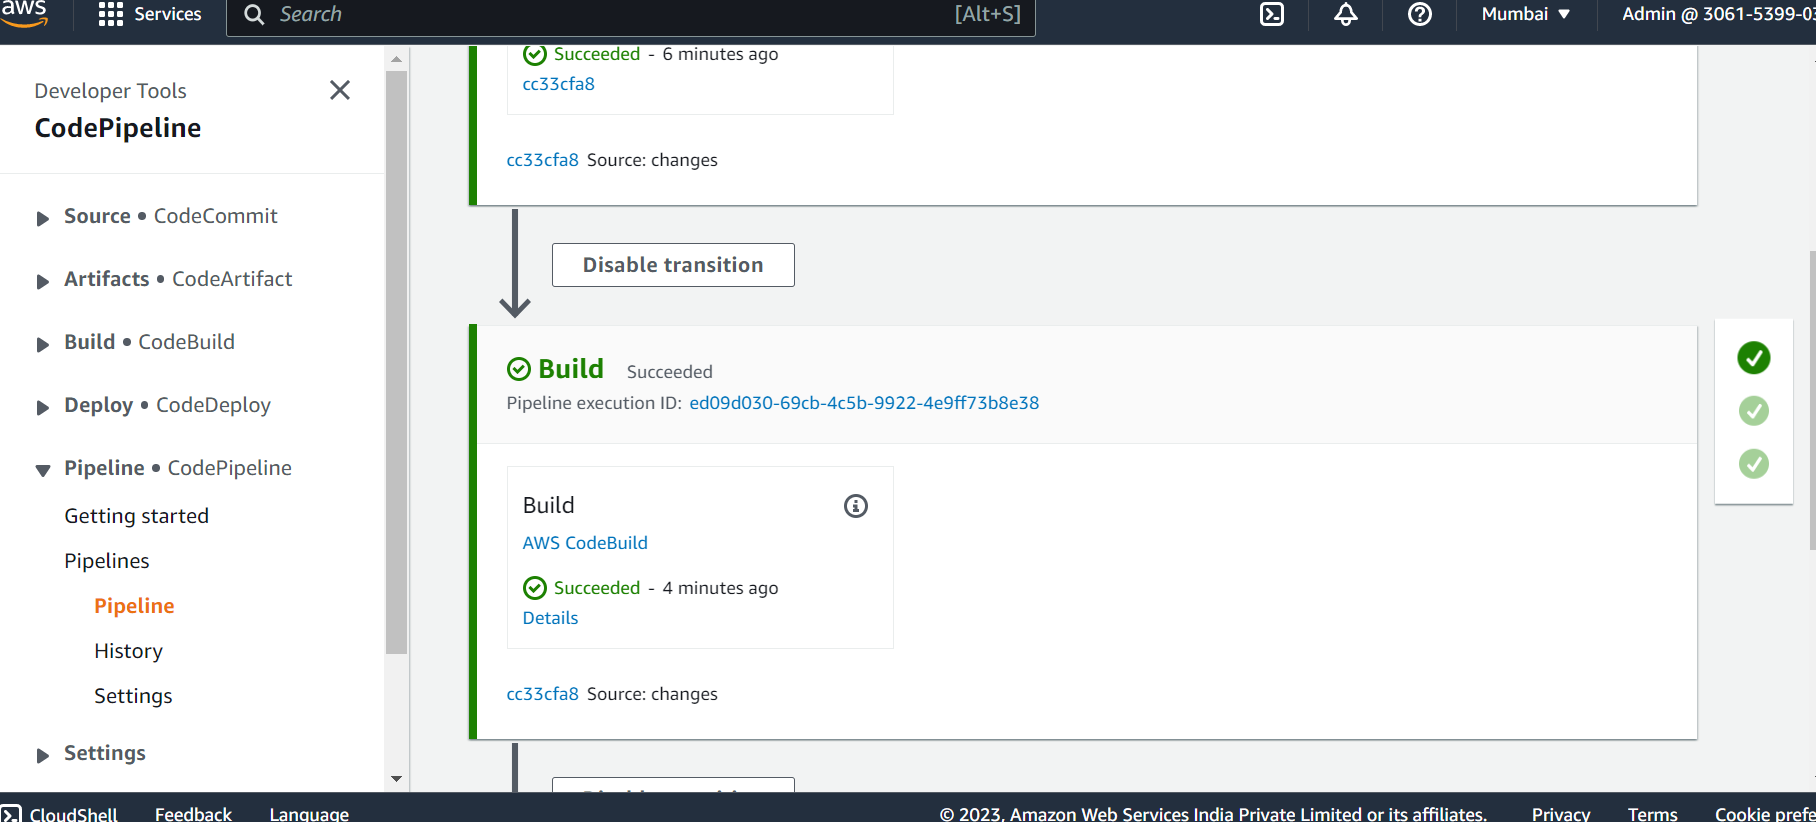 aws
Services
Search
[Alt+S]
Mumbai
Admin @ 3061-5399-03
Developer Tools
CodePipeline
Source • CodeCommit
Artifacts • CodeArtifact
Build • CodeBuild
Deploy • CodeDeploy
Pipeline • CodePipeline
Getting started
Pipelines
Pipeline
History
Settings
Settings
Succeeded - 6 minutes ago
cc33cfa8
cc33cfa8 Source: changes
Disable transition
Build Succeeded
Pipeline execution ID: ed09d030-69cb-4c5b-9922-4e9ff73b8e38
Build
AWS CodeBuild
Succeeded - 4 minutes ago
Details
cc33cfa8 Source: changes
CloudShell
Feedback
Language
© 2023, Amazon Web Services India Private Limited or its affiliates.
Privacy
Terms
Cookie prefe